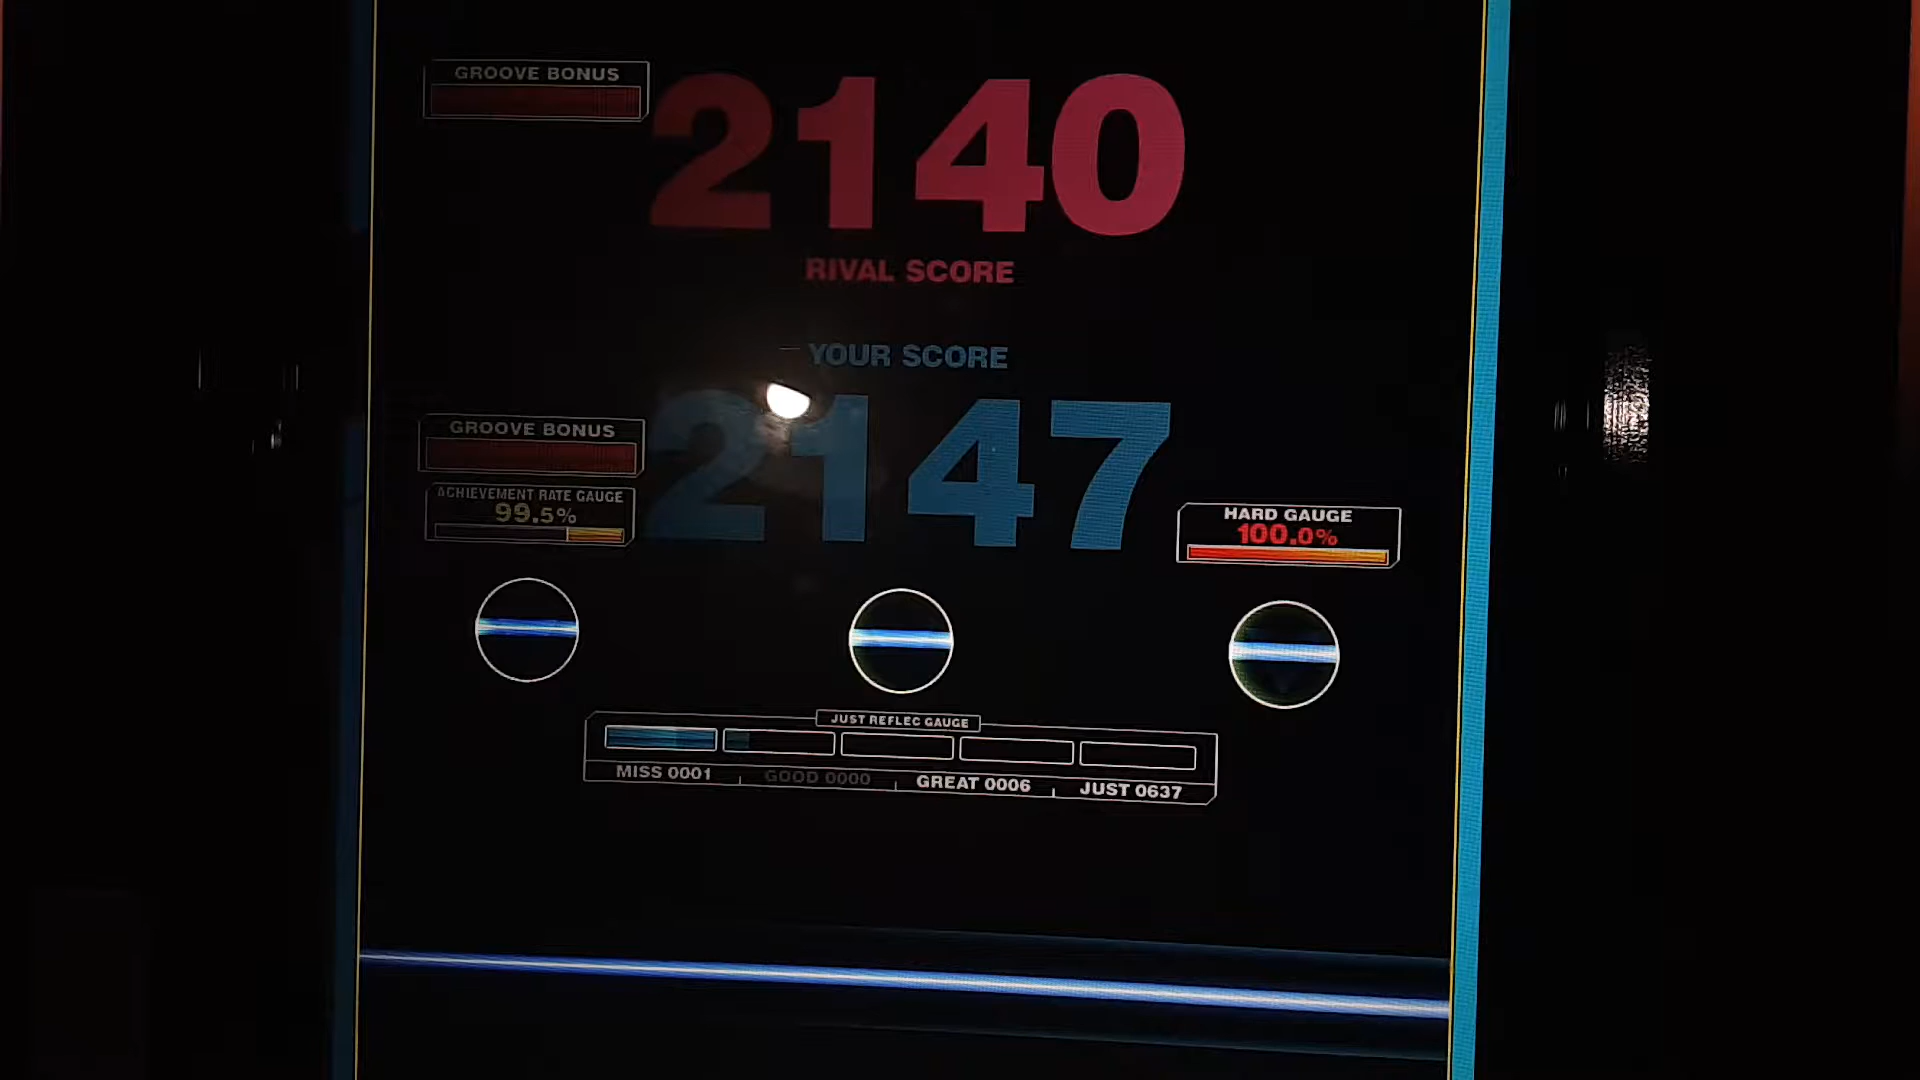 GROOVE BONUS
2140
RIVAL SCORE
YOUR SCORE
2147
GROOVE BONUS
ACHIEVEMENT RATE GAUGE
99.5%
HARD GAUGE
100.0%
JUST REFLEC GAUGE
MISS 0001 GOOD 0000 GREAT 0006 JUST 0637